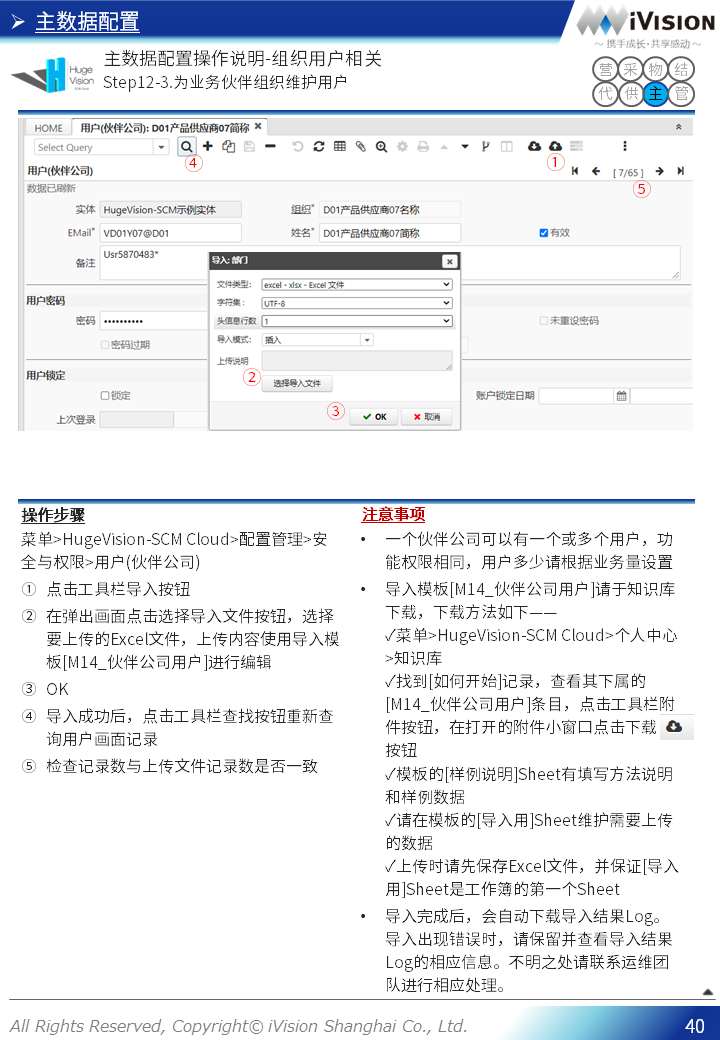 主数据配置
iVision
～ 携手成长·共享感动 ～
Huge
Vision
主数据配置操作说明-组织用户相关
Step12-3.为业务伙伴组织维护用户
营 采 物 结
代 供 主 管
HOME 用户(伙伴公司): D01产品供应商07简称
Select Query
④ ①
用户(伙伴公司)
[ 7/65 ]
⑤
数据已刷新
实体 HugeVision-SCM示例实体 组织* D01产品供应商07名称
EMail* VD01Y07@D01 姓名* D01产品供应商07简称 有效
备注 Usr5870483*
用户密码
密码 未重设密码
密码过期
用户锁定
锁定 账户锁定日期
上次登录
导入: 部门
文件类型: excel - xlsx - Excel 文件
字符集: UTF-8
头信息行数 1
导入模式: 插入
上传说明
② 选择导入文件
③ OK 取消
操作步骤
菜单>HugeVision-SCM Cloud>配置管理>安
全与权限>用户(伙伴公司)
① 点击工具栏导入按钮
② 在弹出画面点击选择导入文件按钮，选择
要上传的Excel文件，上传内容使用导入模
板[M14_伙伴公司用户]进行编辑
③ OK
④ 导入成功后，点击工具栏查找按钮重新查
询用户画面记录
⑤ 检查记录数与上传文件记录数是否一致
注意事项
• 一个伙伴公司可以有一个或多个用户，功
能权限相同，用户多少请根据业务量设置
• 导入模板[M14_伙伴公司用户]请于知识库
下载，下载方法如下——
✓菜单>HugeVision-SCM Cloud>个人中心
>知识库
✓找到[如何开始]记录，查看其下属的
[M14_伙伴公司用户]条目，点击工具栏附
件按钮，在打开的附件小窗口点击下载
按钮
✓模板的[样例说明]Sheet有填写方法说明
和样例数据
✓请在模板的[导入用]Sheet维护需要上传
的数据
✓上传时请先保存Excel文件，并保证[导入
用]Sheet是工作簿的第一个Sheet
• 导入完成后，会自动下载导入结果Log。
导入出现错误时，请保留并查看导入结果
Log的相应信息。不明之处请联系运维团
队进行相应处理。
All Rights Reserved, Copyright© iVision Shanghai Co., Ltd.
40